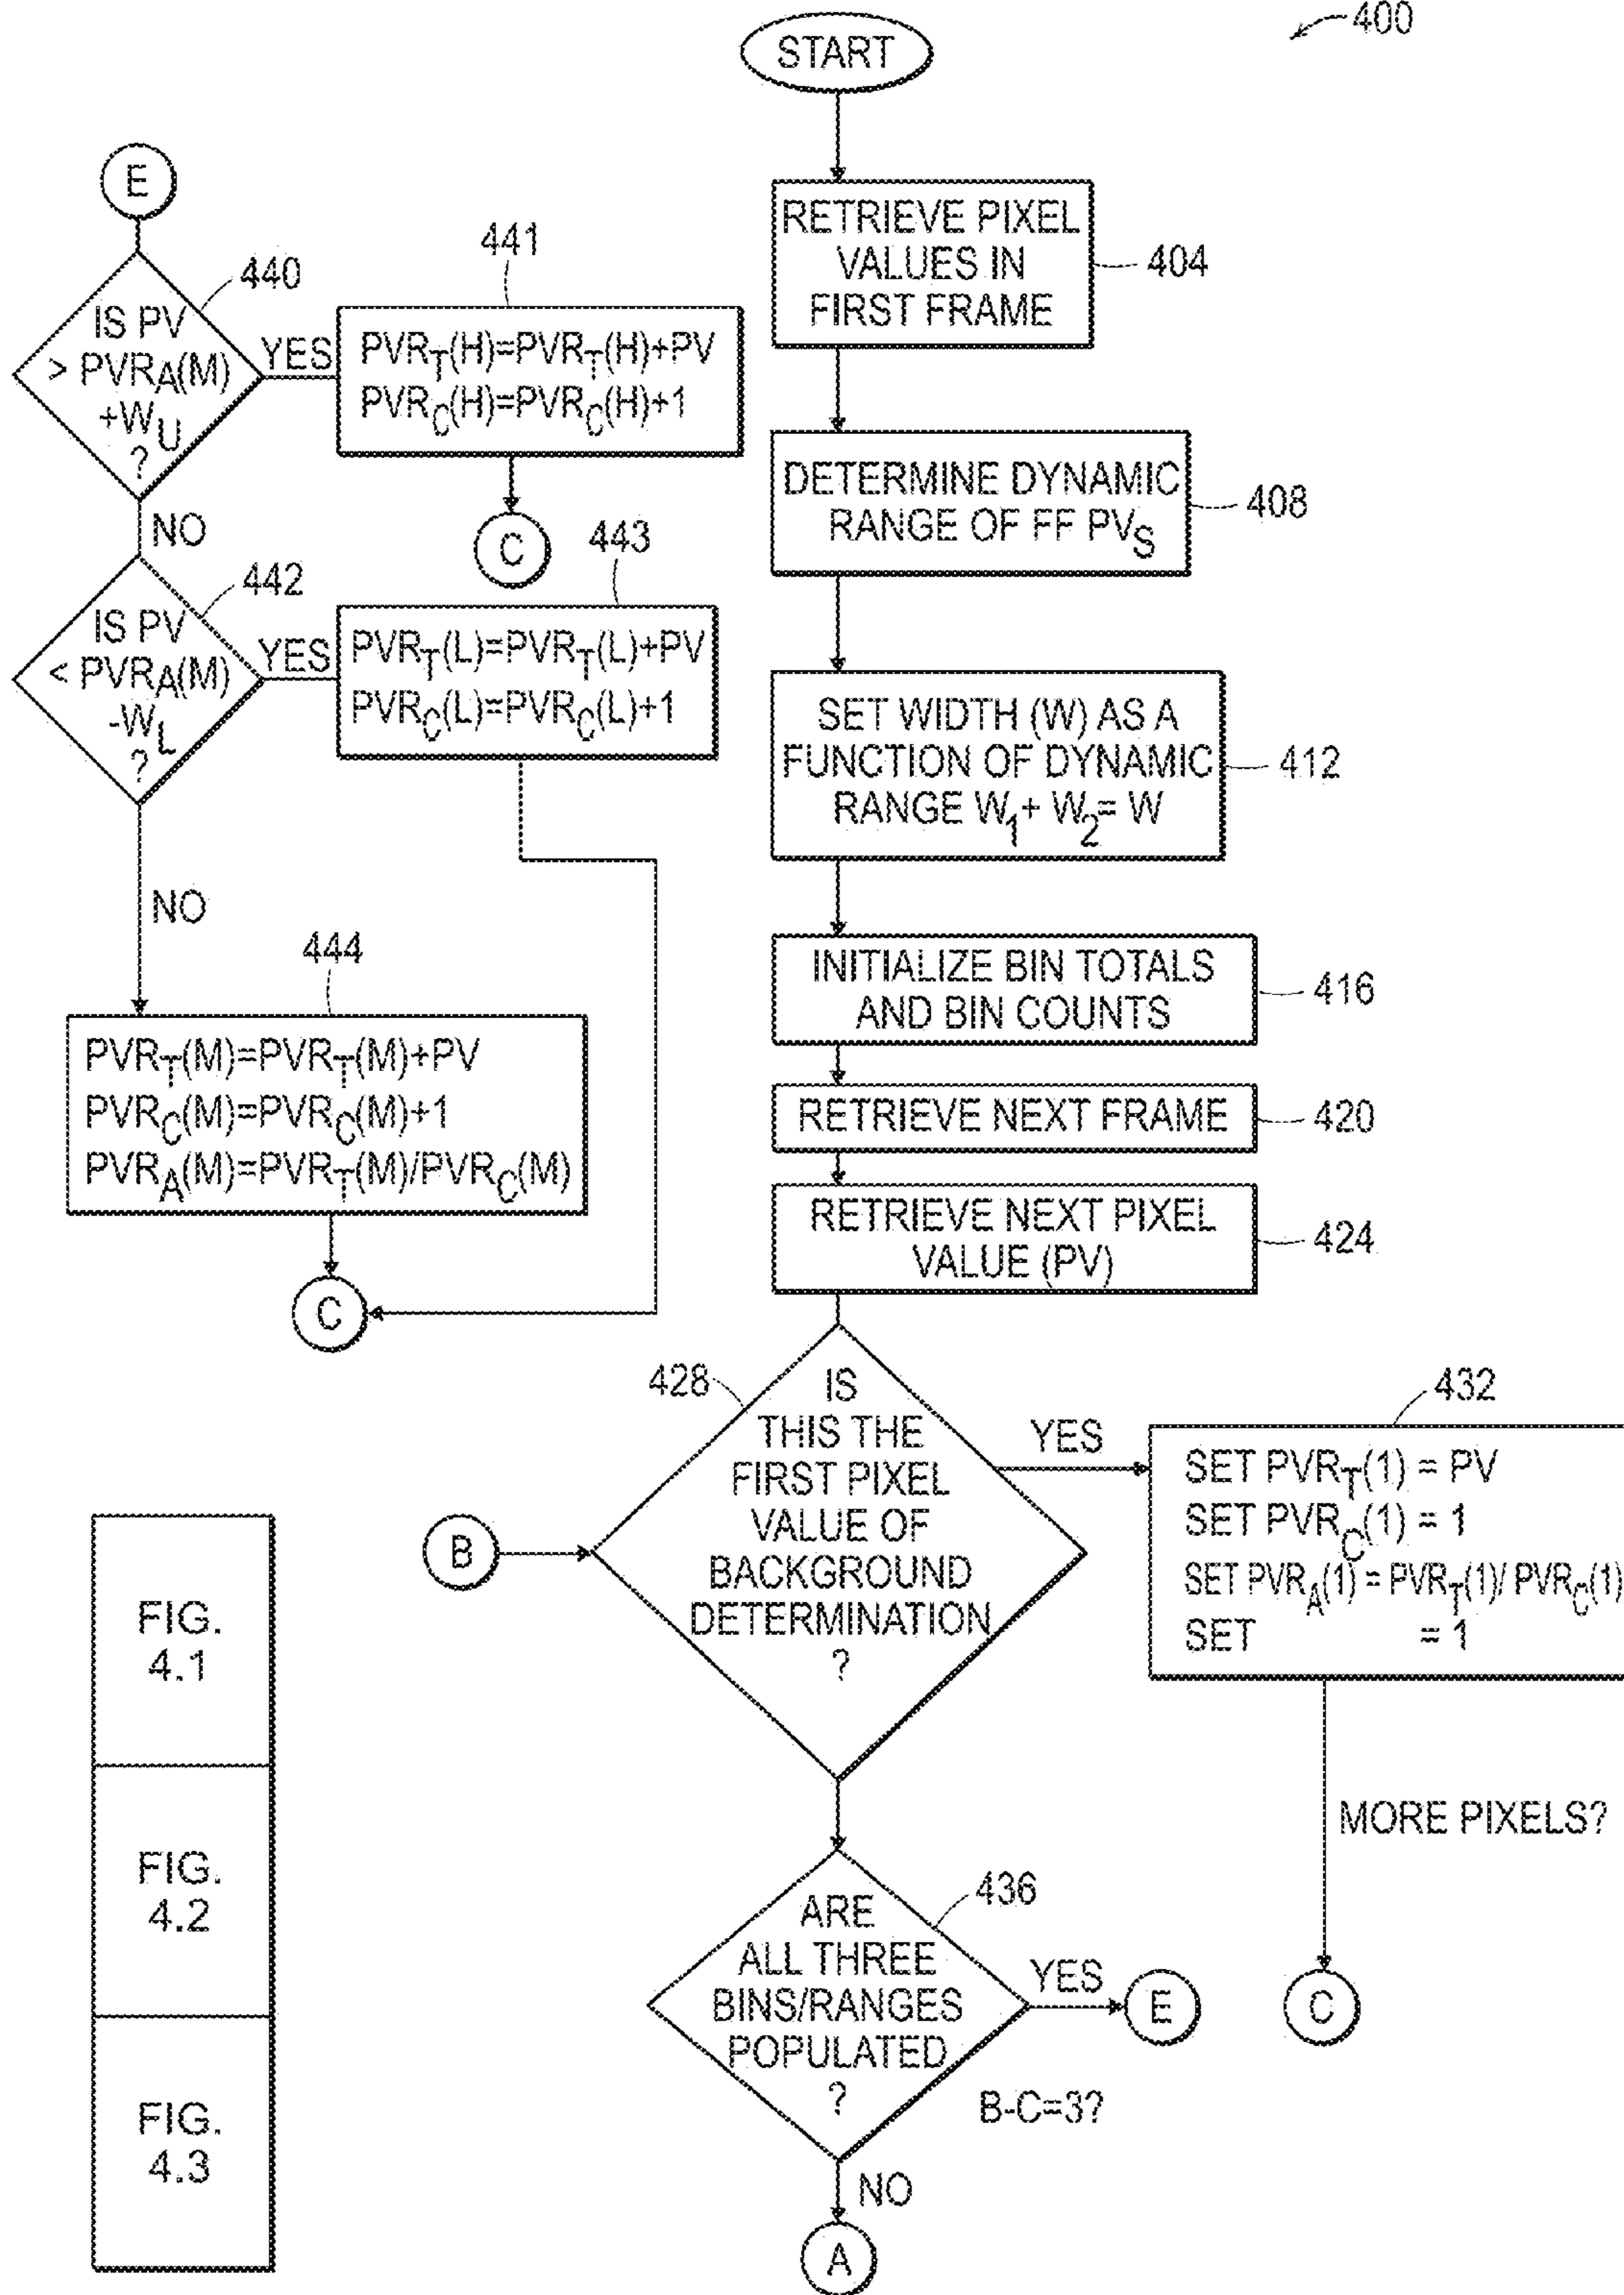 400
START
RETRIEVE PIXEL
VALUES IN
FIRST FRAME
404
DETERMINE DYNAMIC
RANGE OF FF PVS
408
SET WIDTH (W) AS A
FUNCTION OF DYNAMIC
RANGE W1+ W2= W
412
INITIALIZE BIN TOTALS
AND BIN COUNTS
416
RETRIEVE NEXT FRAME
420
RETRIEVE NEXT PIXEL
VALUE (PV)
424
428
IS
THIS THE
FIRST PIXEL
VALUE OF
BACKGROUND
DETERMINATION
?
B
YES
432
SET PVRT(1) = PV
SET PVRC(1) = 1
SET PVRA(1) = PVRT(1)/ PVRC(1)
SET = 1
MORE PIXELS?
C
436
ARE
ALL THREE
BINS/RANGES
POPULATED
?
YES
E
B-C=3?
NO
A
E
440
IS PV
> PVRA(M)
+WU
?
YES
441
PVRT(H)=PVRT(H)+PV
PVRC(H)=PVRC(H)+1
C
NO
442
IS PV
< PVRA(M)
-WL
?
YES
443
PVRT(L)=PVRT(L)+PV
PVRC(L)=PVRC(L)+1
NO
444
PVRT(M)=PVRT(M)+PV
PVRC(M)=PVRC(M)+1
PVRA(M)=PVRT(M)/PVRC(M)
C
FIG.
4.1
FIG.
4.2
FIG.
4.3